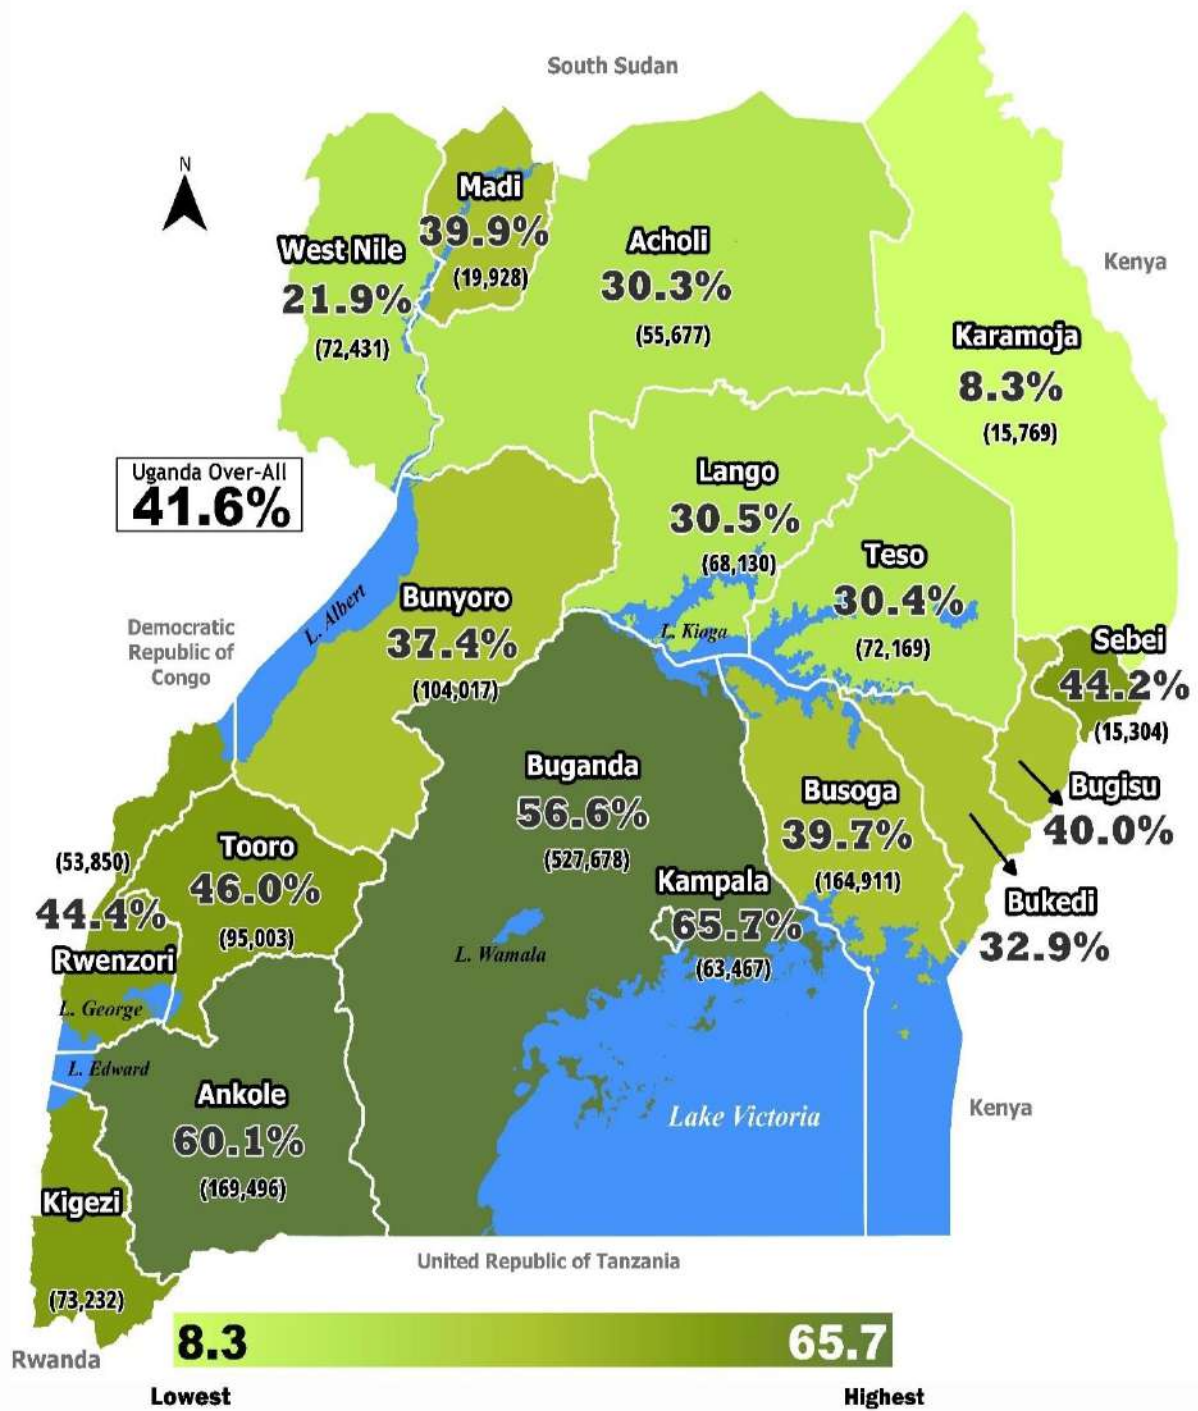 South Sudan
N
Madi
39.9%
(19,928)
West Nile
21.9%
(72,431)
Acholi
30.3%
(55,677)
Kenya
Karamoja
8.3%
(15,769)
Uganda Over-All
41.6%
Lango
30.5%
(68,130)
Teso
30.4%
(72,169)
L. Albert
Bunyoro
37.4%
(104,017)
L. Kioga
Democratic
Republic of
Congo
Sebei
44.2%
(15,304)
Buganda
56.6%
(527,678)
Busoga
39.7%
(164,911)
Bugisu
40.0%
Tooro
46.0%
(95,003)
(53,850)
44.4%
Rwenzori
Kampala
65.7%
(63,467)
Bukedi
32.9%
L. Wamala
L. George
L. Edward
Ankole
60.1%
(169,496)
Lake Victoria
Kenya
Kigezi
(73,232)
United Republic of Tanzania
Rwanda
8.3
65.7
Lowest
Highest